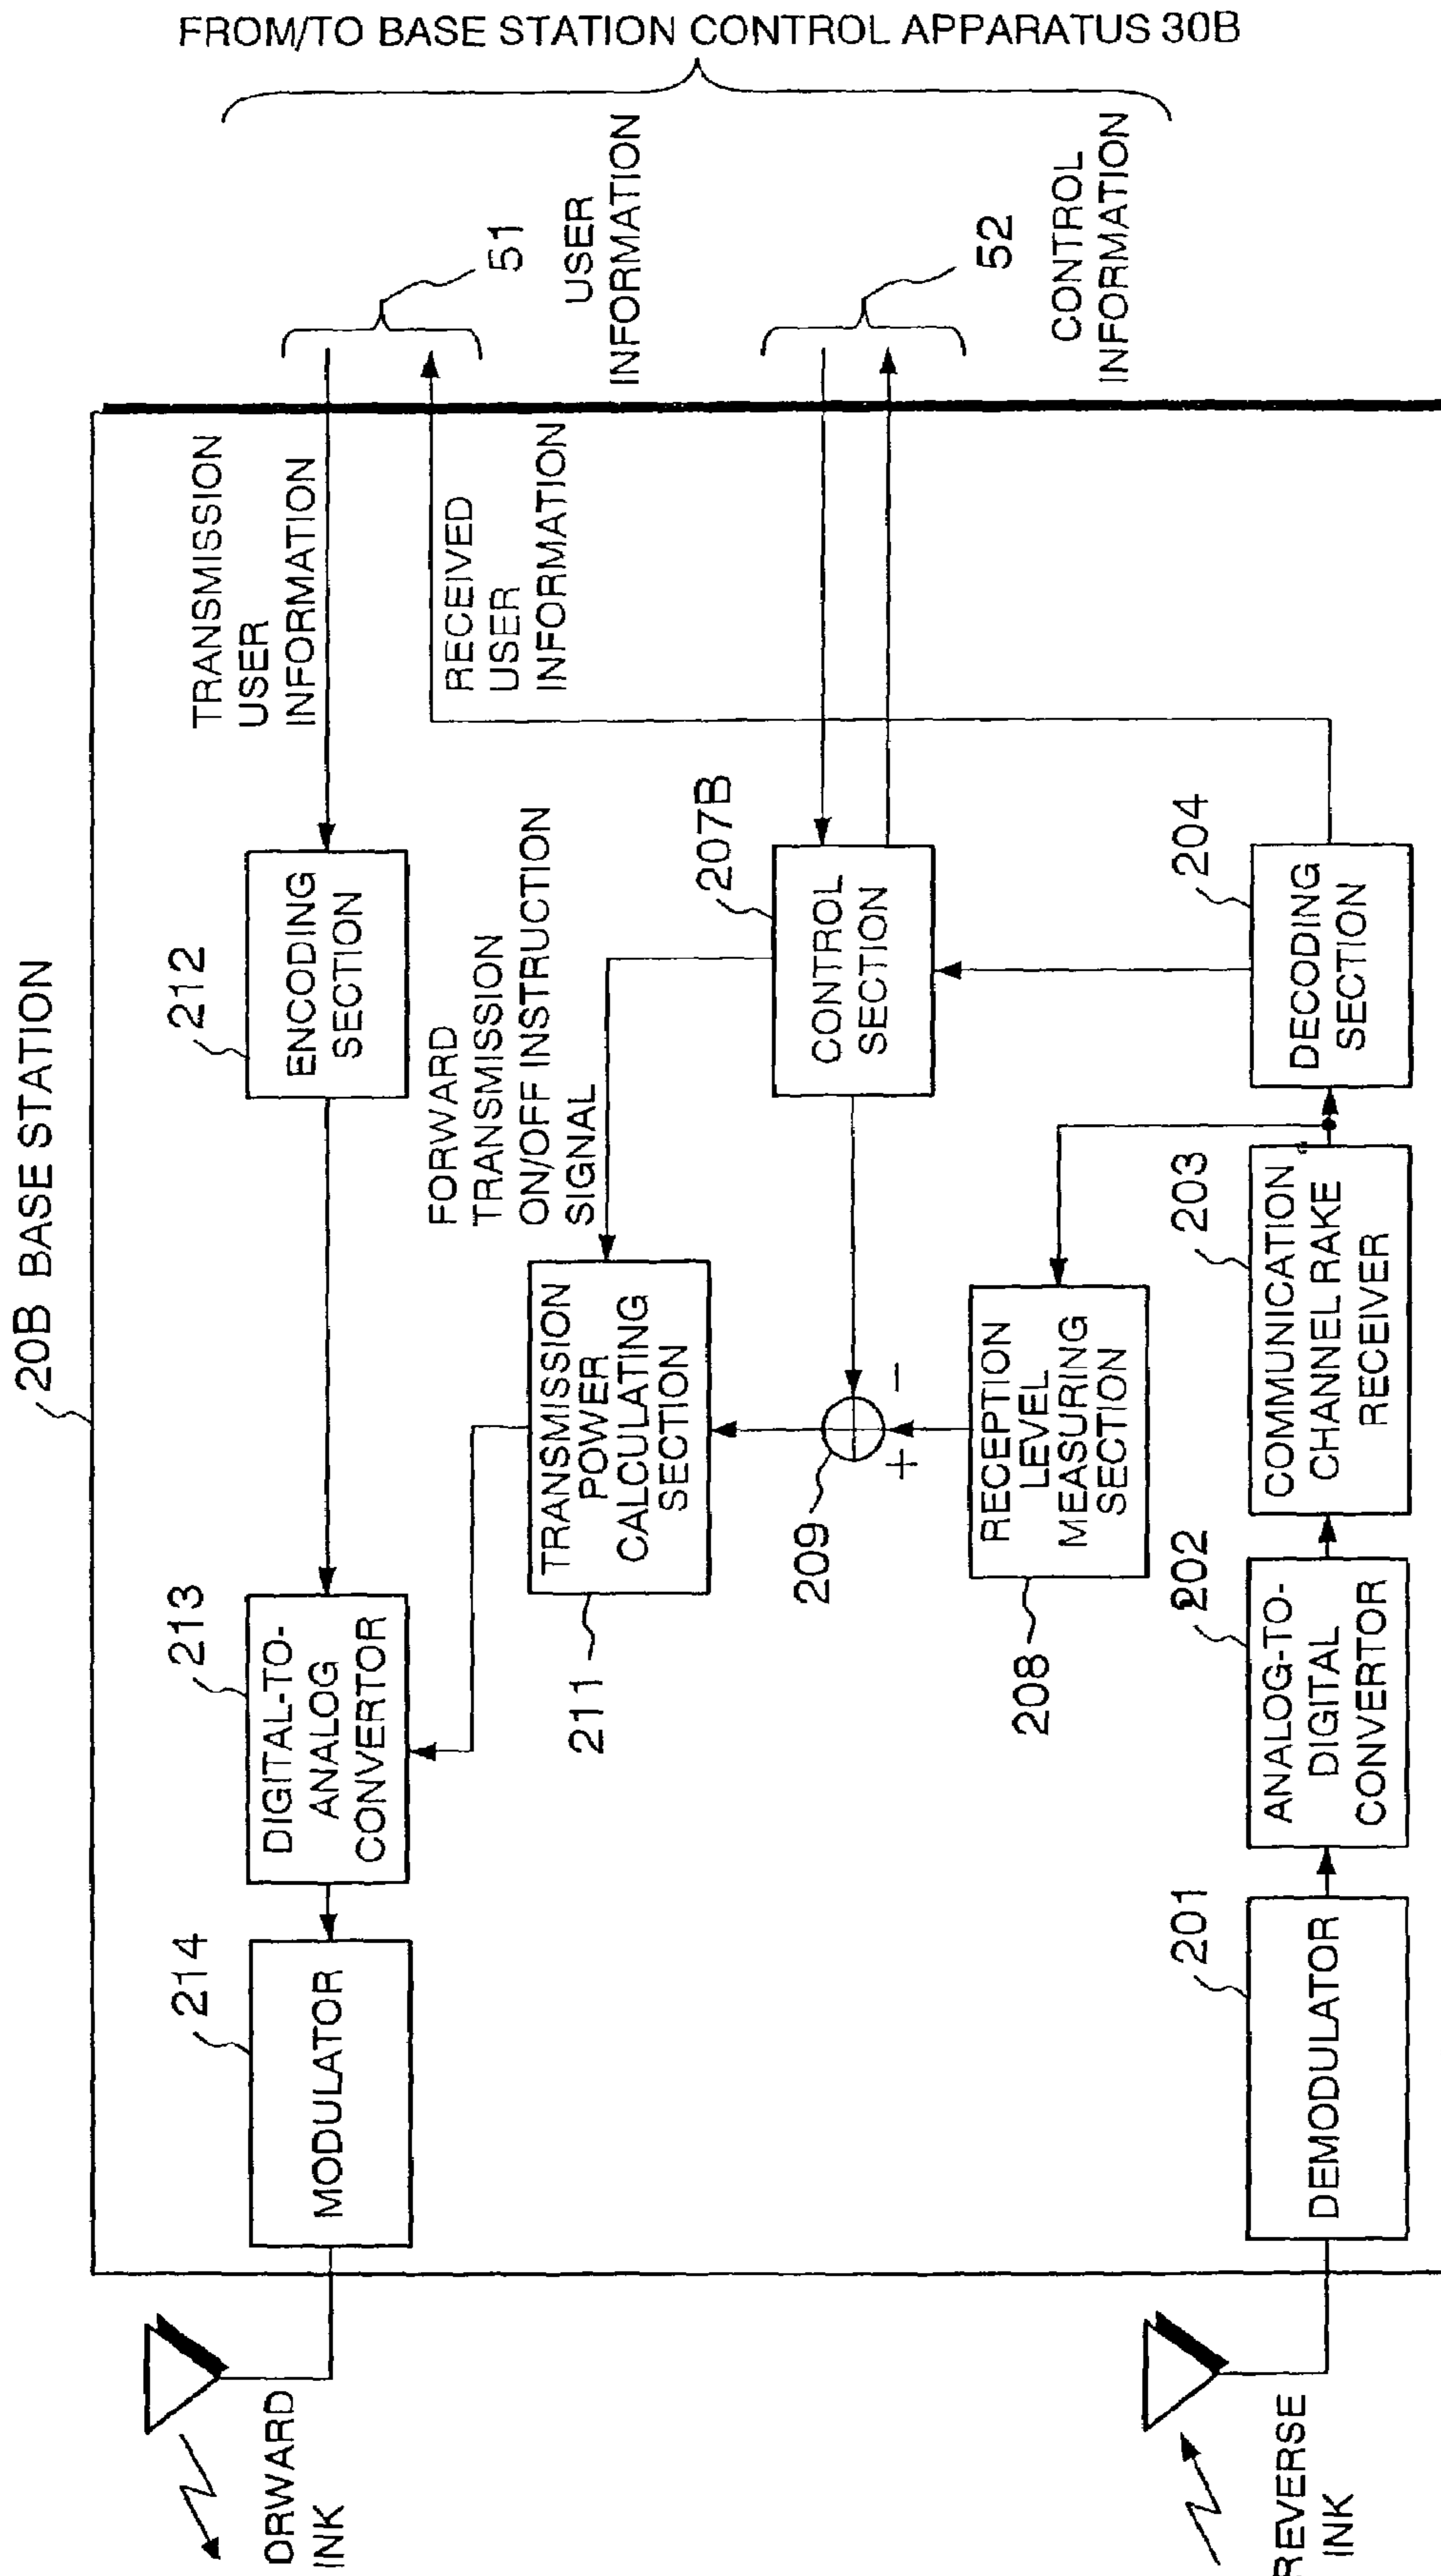 FROM/TO BASE STATION CONTROL APPARATUS 30B
20B BASE STATION
51
USER
INFORMATION
52
CONTROL
INFORMATION
TRANSMISSION
USER
INFORMATION
RECEIVED
USER
INFORMATION
212
ENCODING
SECTION
FORWARD
TRANSMISSION
ON/OFF INSTRUCTION
SIGNAL
207B
CONTROL
SECTION
204
DECODING
SECTION
213
DIGITAL-TO-
ANALOG
CONVERTOR
TRANSMISSION
POWER
CALCULATING
SECTION
211
209
+
-
RECEPTION
LEVEL
MEASURING
SECTION
208
203
COMMUNICATION
CHANNEL RAKE
RECEIVER
202
ANALOG-TO-
DIGITAL
CONVERTOR
214
MODULATOR
201
DEMODULATOR
ORWARD
INK
REVERSE
INK